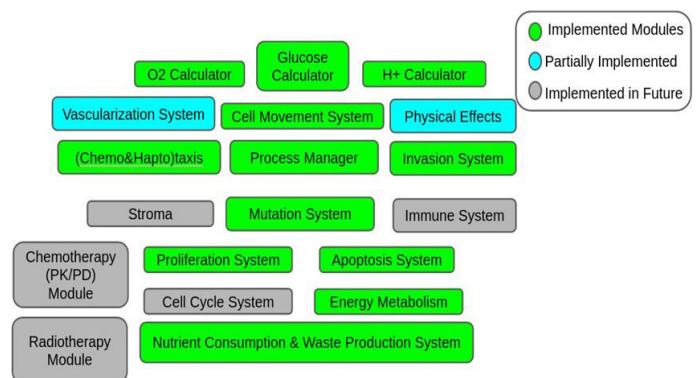 Implemented Modules
Partially Implemented
Implemented in Future
Glucose
Calculator
O2 Calculator
H+ Calculator
Vascularization System
Cell Movement System
Physical Effects
(Chemo&Hapto)taxis
Process Manager
Invasion System
Stroma
Mutation System
Immune System
Chemotherapy
(PK/PD)
Module
Proliferation System
Apoptosis System
Cell Cycle System
Energy Metabolism
Radiotherapy
Module
Nutrient Consumption & Waste Production System